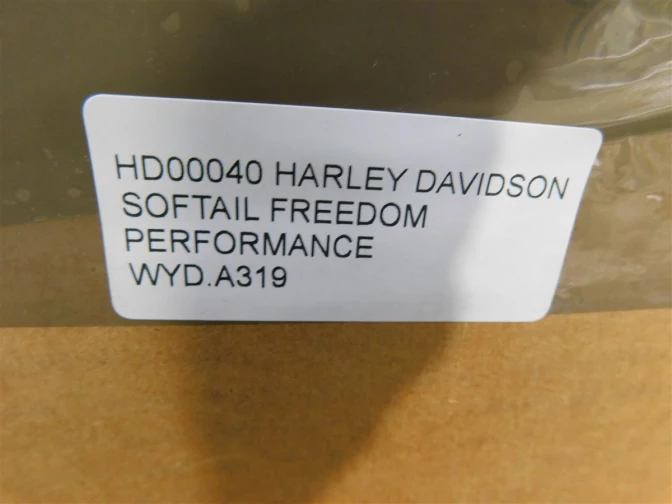 HD00040 HARLEY DAVIDSON
SOFTAIL FREEDOM
PERFORMANCE
WYD.A319